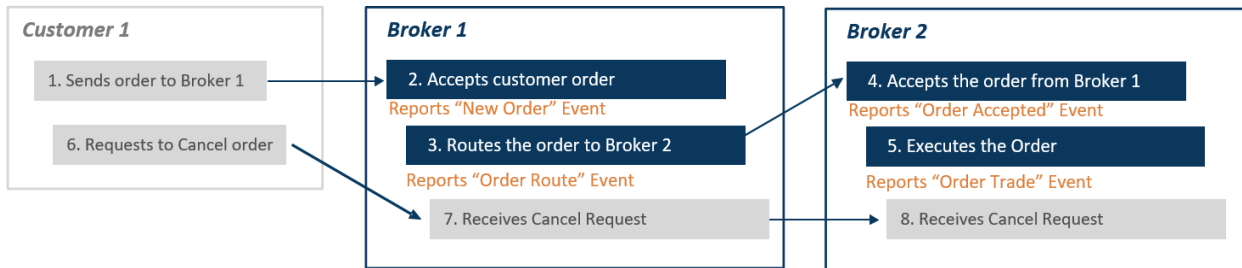 Customer 1
1. Sends order to Broker 1
6. Requests to Cancel order
Broker 1
2. Accepts customer order
Reports “New Order” Event
3. Routes the order to Broker 2
Reports “Order Route” Event
7. Receives Cancel Request
Broker 2
4. Accepts the order from Broker 1
Reports “Order Accepted” Event
5. Executes the Order
Reports “Order Trade” Event
8. Receives Cancel Request